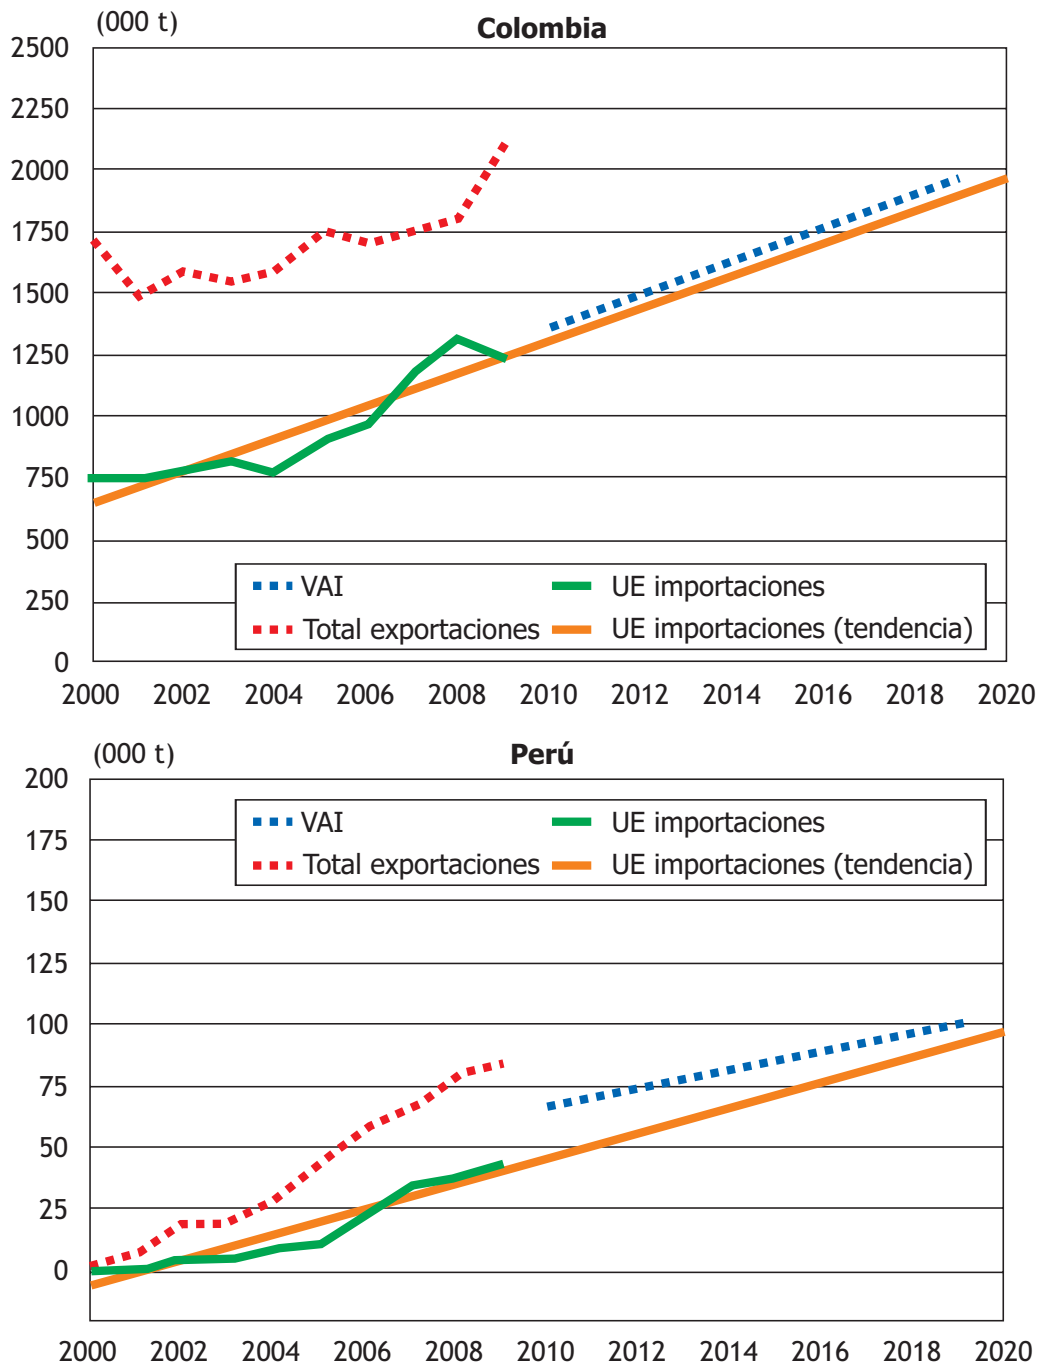 (000 t)
Colombia
2500
2250
2000
1750
1500
1250
1000
750
500
250
0
VAI
UE importaciones
Total exportaciones
UE importaciones (tendencia)
2000 2002 2004 2006 2008 2010 2012 2014 2016 2018 2020
(000 t)
Perú
200
175
150
125
100
75
50
25
0
VAI
UE importaciones
Total exportaciones
UE importaciones (tendencia)
2000 2002 2004 2006 2008 2010 2012 2014 2016 2018 2020